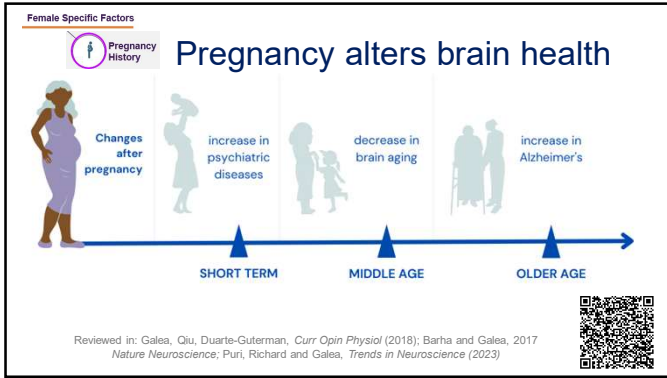 Female Specific Factors
Pregnancy
History
Pregnancy alters brain health
Changes
after
pregnancy
increase in
psychiatric
diseases
decrease in
brain aging
increase in
Alzheimer's
SHORT TERM
MIDDLE AGE
OLDER AGE
Reviewed in: Galea, Qiu, Duarte-Guterman, Curr Opin Physiol (2018); Barha and Galea, 2017
Nature Neuroscience; Puri, Richard and Galea, Trends in Neuroscience (2023)